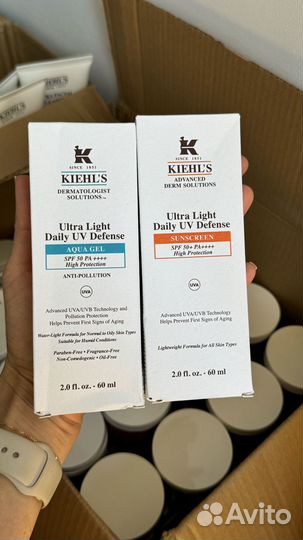 KIEHL'S
K
SINCE 1851
KIEHL'S
DERMATOLOGIST
SOLUTIONS™
Ultra Light
Daily UV Defense
AQUA GEL
SPF 50 PA ++++
High Protection
ANTI-POLLUTION
UVA
Advanced UVA/UVB Technology and
Pollution Protection
Helps Prevent First Signs of Aging
Water-Light Formula for Normal to Oily Skin Types
Suitable for Humid Conditions
Paraben-Free • Fragrance-Free
Non-Comedogenic • Oil-Free
2.0 fl. oz. - 60 ml
K
SINCE 1851
KIEHL'S
ADVANCED
DERM SOLUTIONS
Ultra Light
Daily UV Defense
SUNSCREEN
SPF 50+ PA++++
High Protection
UVA
Advanced UVA/UVB Technology
Helps Prevent First Signs of Aging
Lightweight Formula for All Skin Types
2.0 fl. oz. - 60 ml
Avito